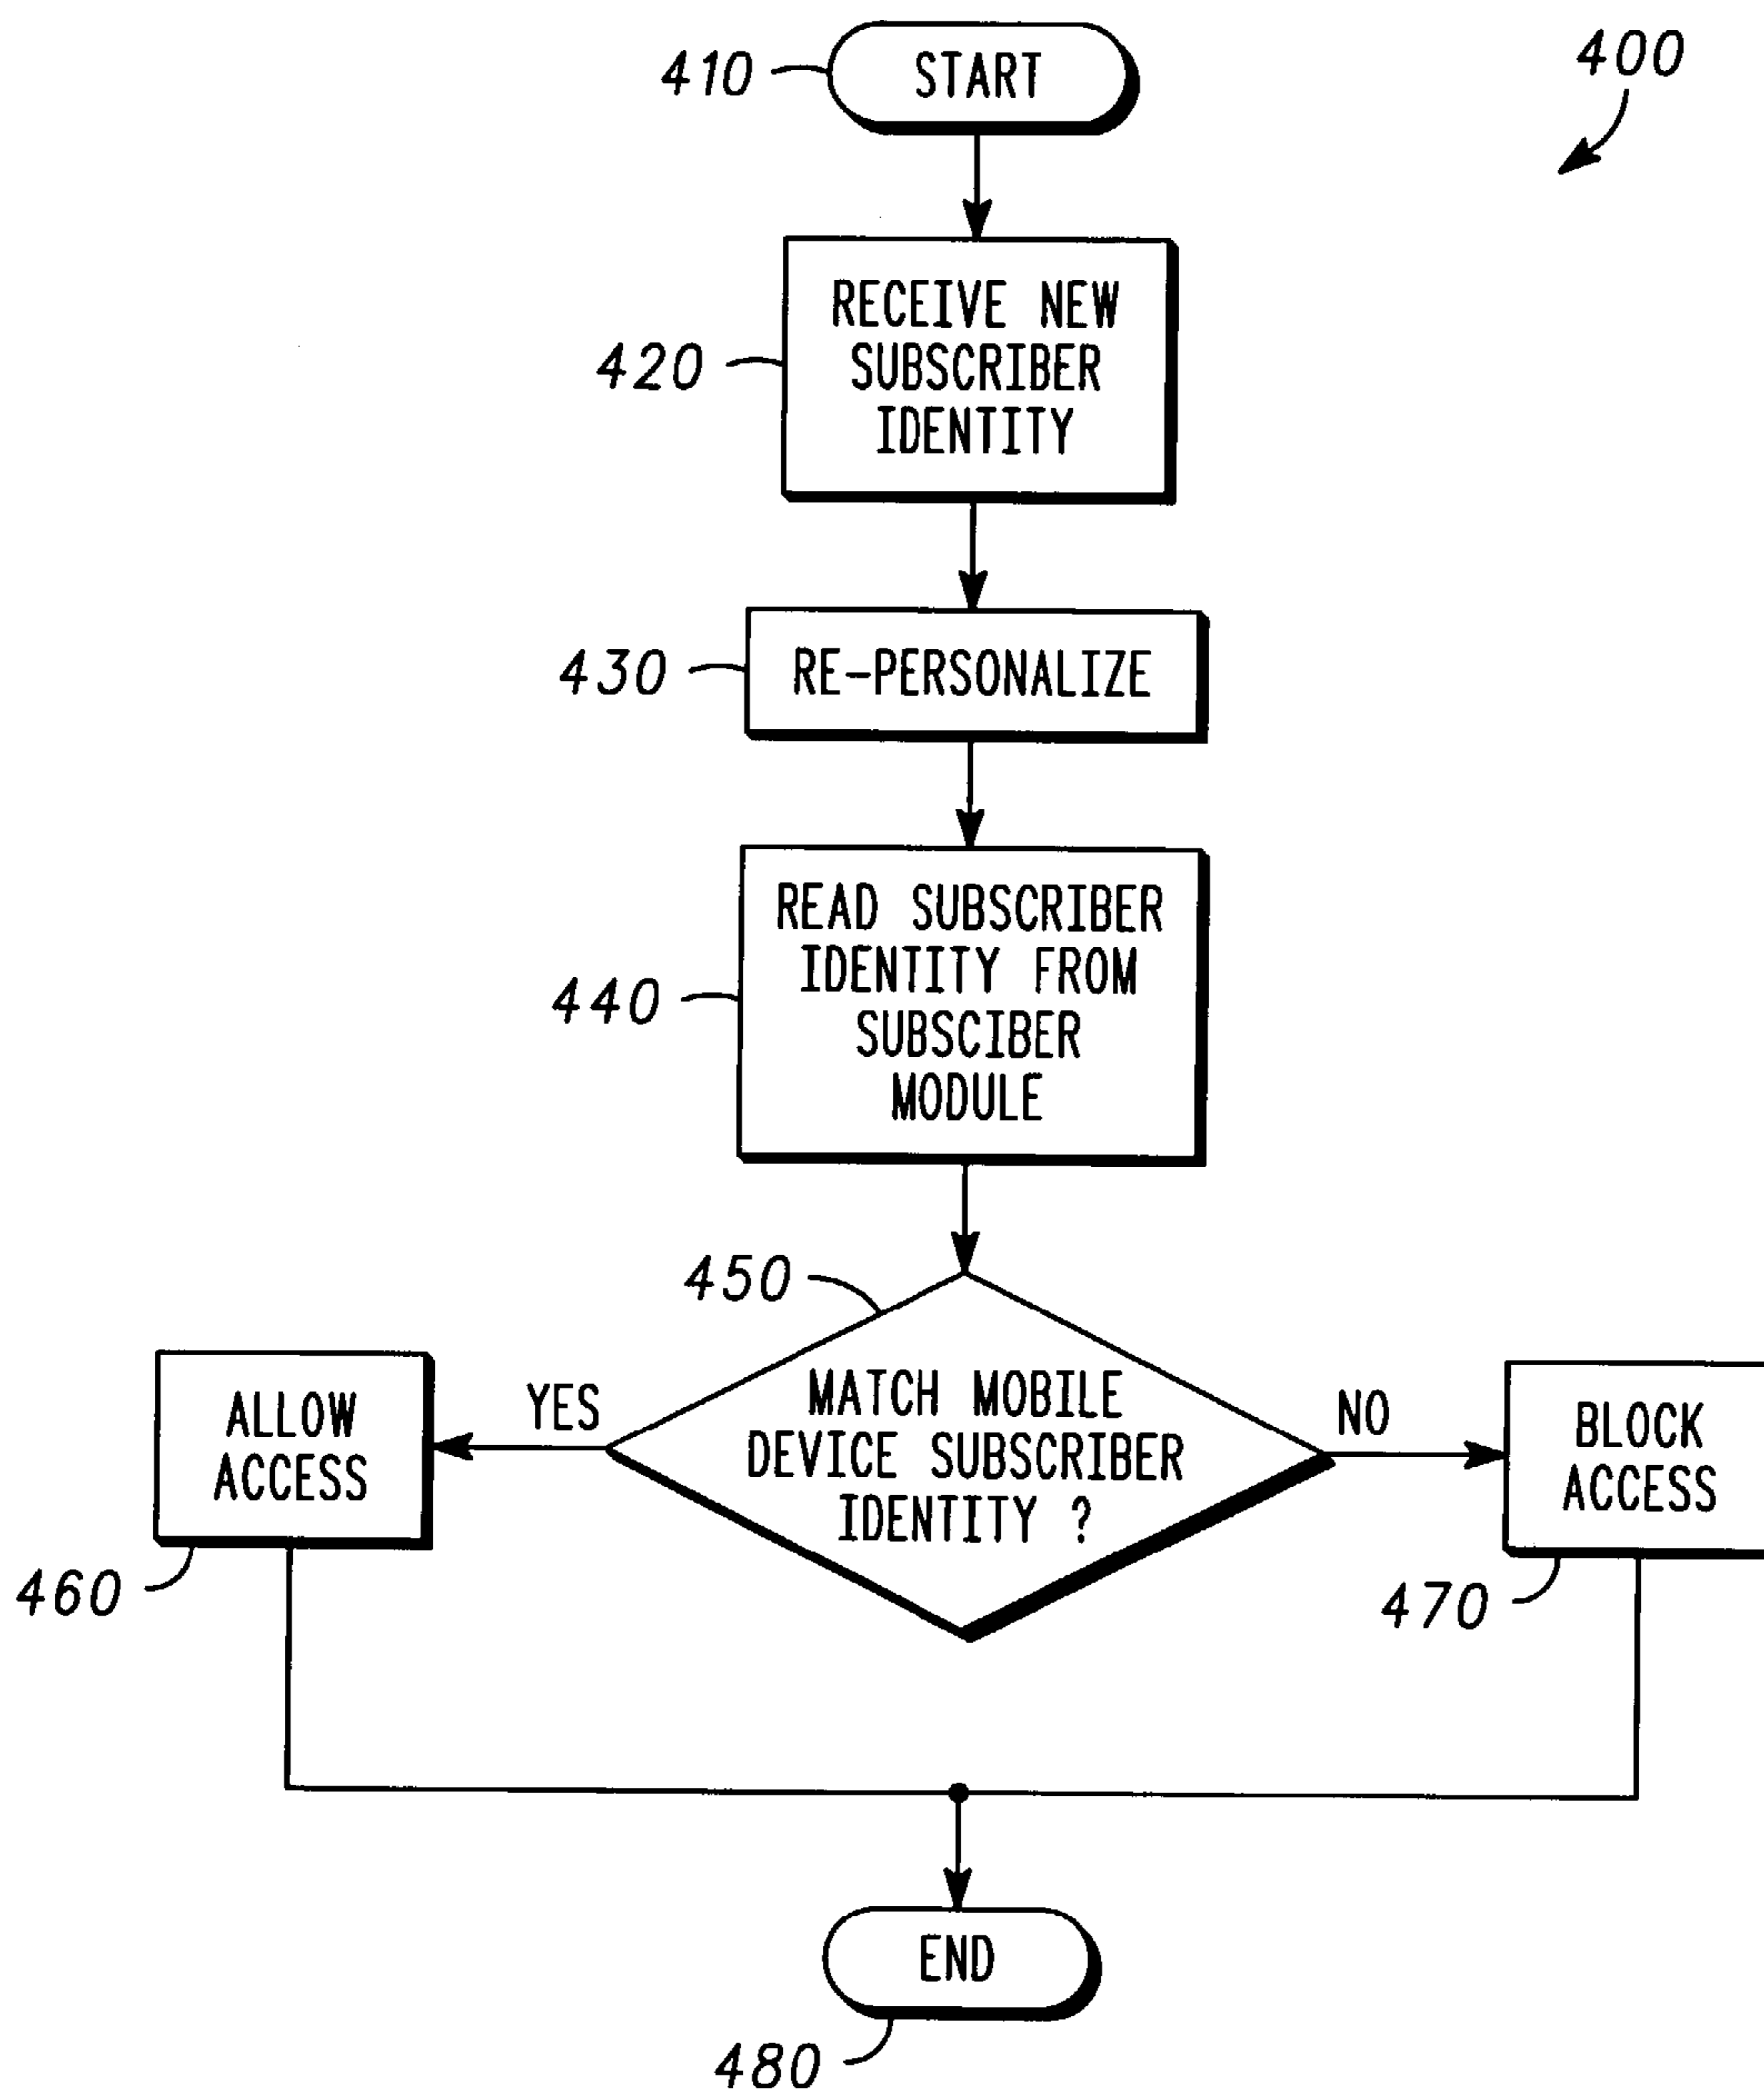 410
START
400
420
RECEIVE NEW
SUBSCRIBER
IDENTITY
430
RE-PERSONALIZE
440
READ SUBSCRIBER
IDENTITY FROM
SUBSCIBER
MODULE
450
MATCH MOBILE
DEVICE SUBSCRIBER
IDENTITY ?
YES
NO
ALLOW
ACCESS
BLOCK
ACCESS
460
470
END
480